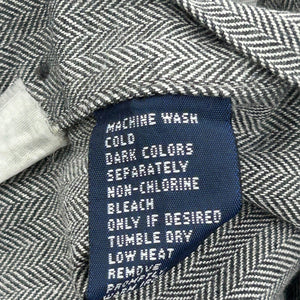 MACHINE WASH
COLD
DARK COLORS
SEPARATELY
NON-CHLORINE
BLEACH
ONLY IF DESIRED
TUMBLE DRY
LOW HEAT
REMOVE